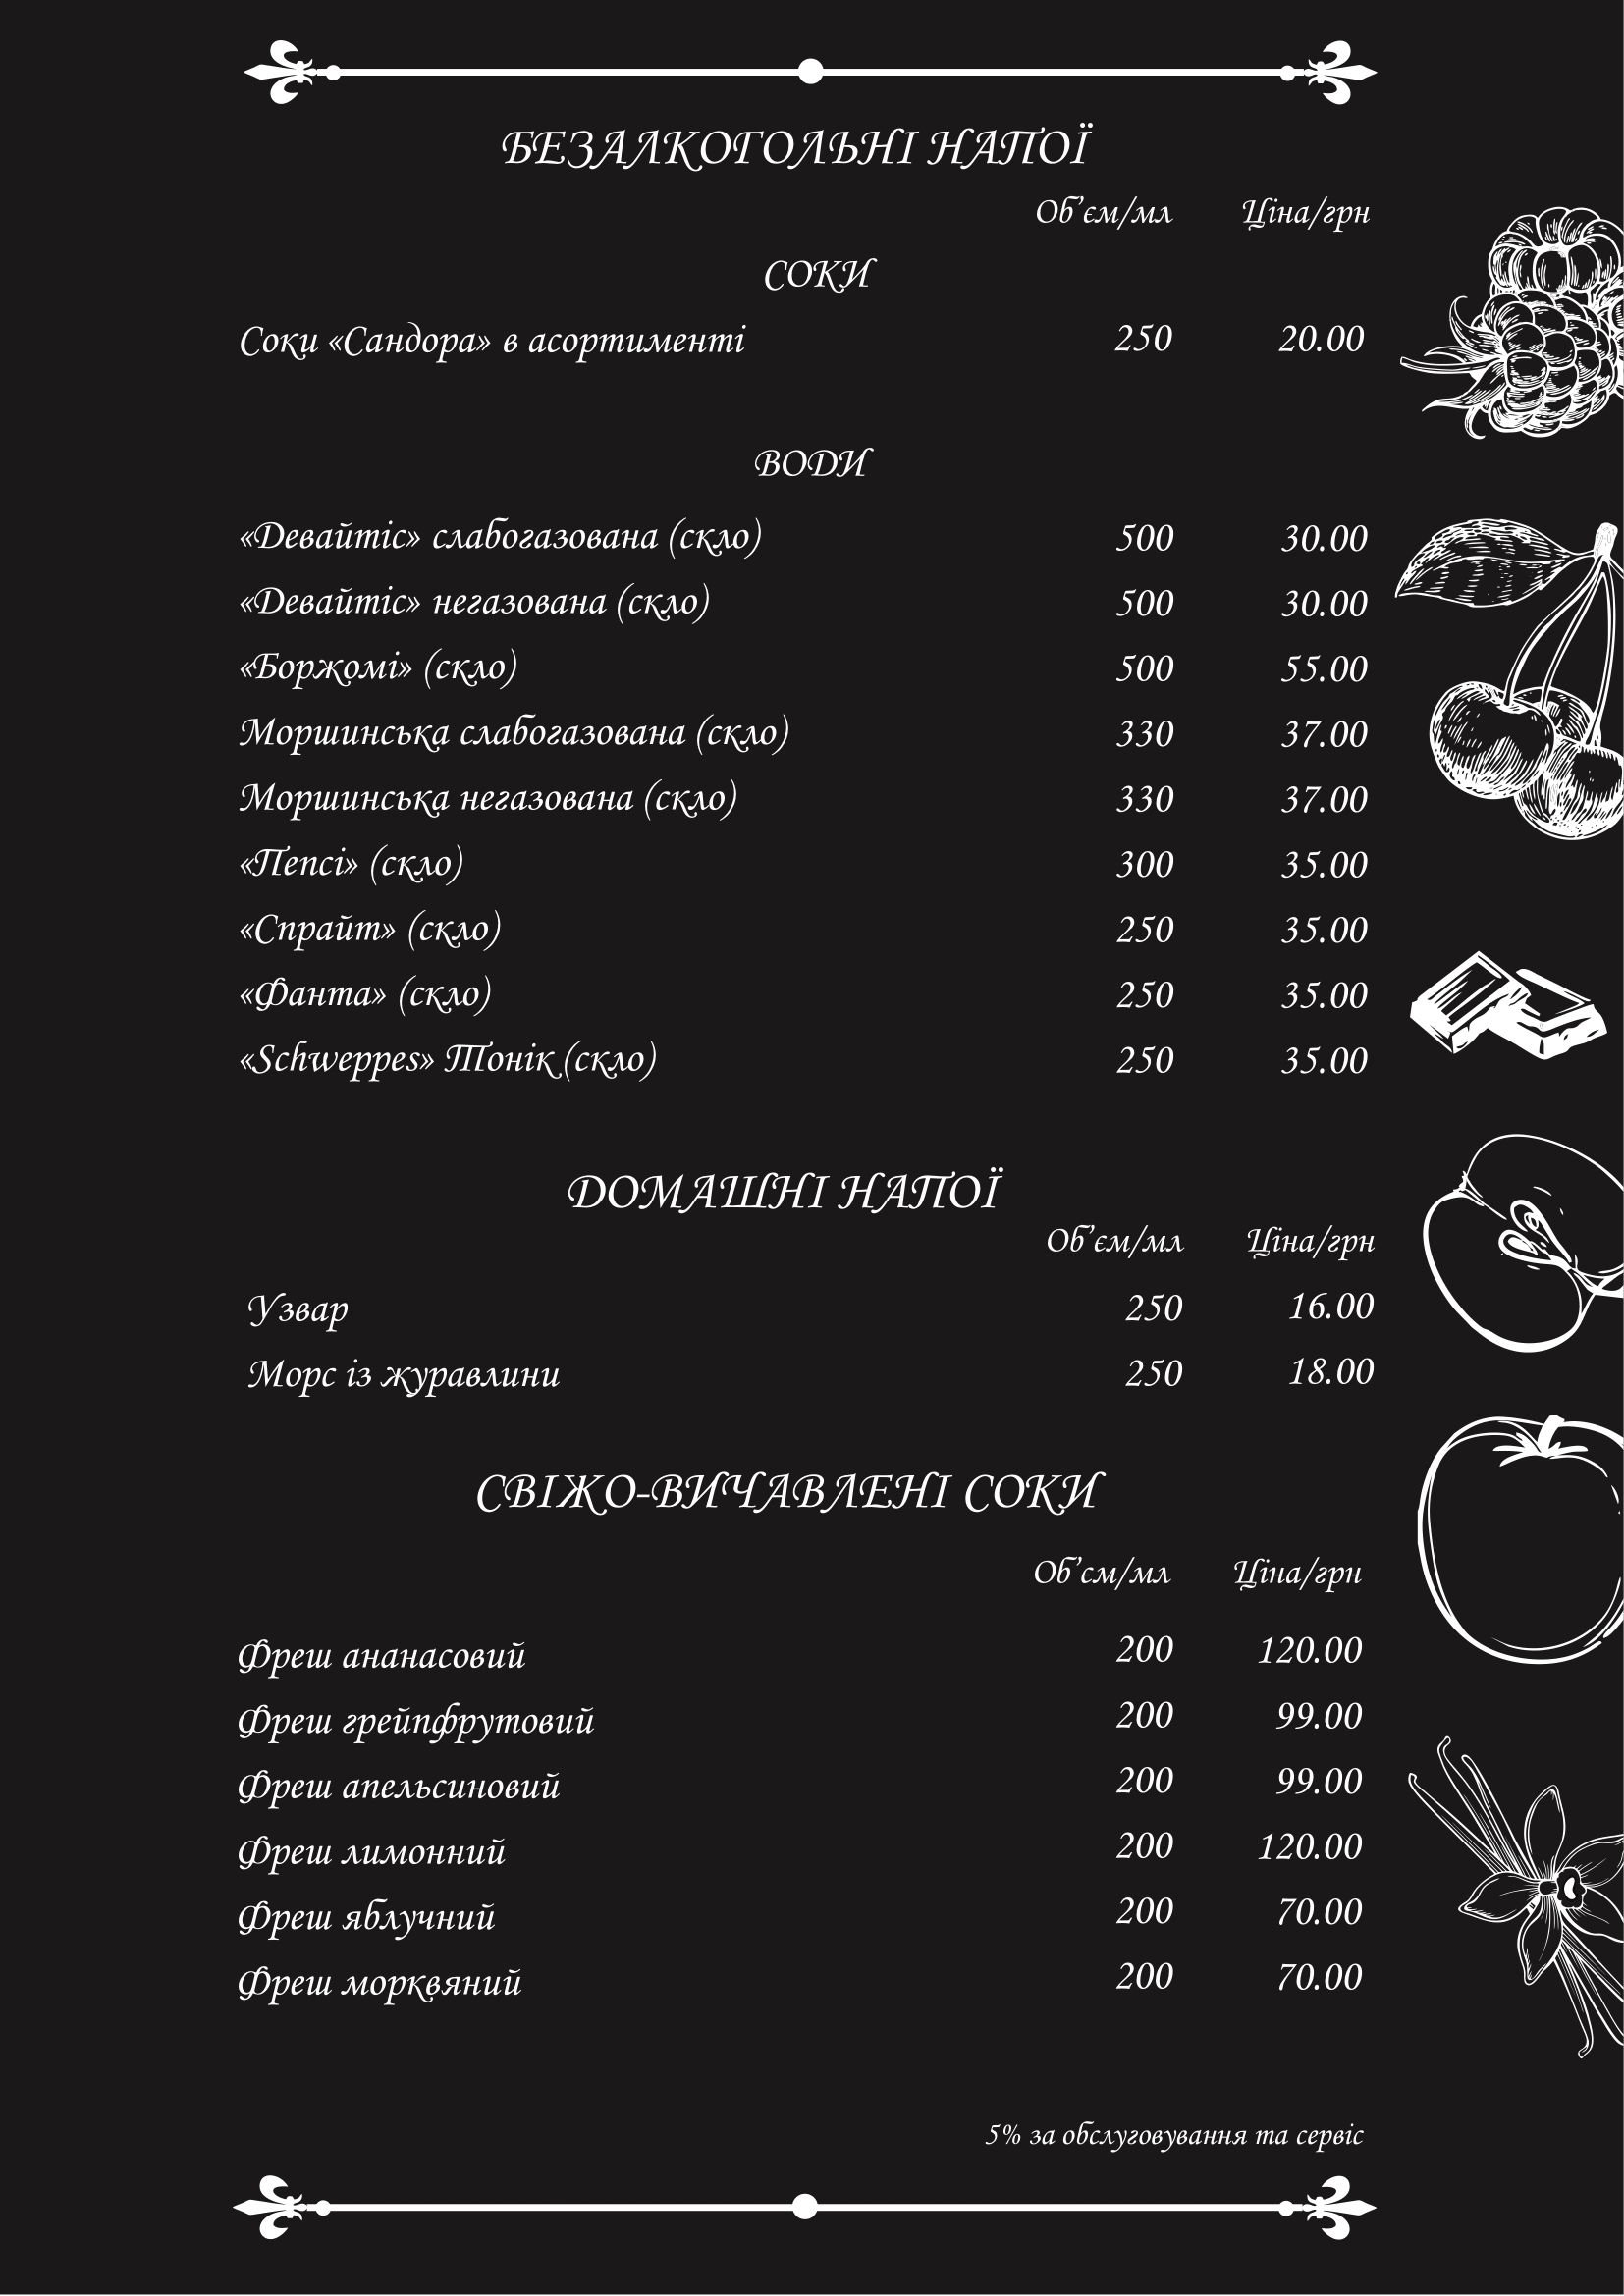 БЕЗАЛКОГОЛЬНІ НАПОЇ
Об’єм/мл Ціна/грн
СОКИ
Соки «Сандора» в асортименті 250 20.00
ВОДИ
«Девайтіс» слабогазована (скло) 500 30.00
«Девайтіс» негазована (скло) 500 30.00
«Боржомі» (скло) 500 55.00
Моршинська слабогазована (скло) 330 37.00
Моршинська негазована (скло) 330 37.00
«Пепсі» (скло) 300 35.00
«Спрайт» (скло) 250 35.00
«Фанта» (скло) 250 35.00
«Schweppes» Тонік (скло) 250 35.00
ДОМАШНІ НАПОЇ
Об’єм/мл Ціна/грн
Узвар 250 16.00
Морс із журавлини 250 18.00
СВІЖО-ВИЧАВЛЕНІ СОКИ
Об’єм/мл Ціна/грн
Фреш ананасовий 200 120.00
Фреш грейпфрутовий 200 99.00
Фреш апельсиновий 200 99.00
Фреш лимонний 200 120.00
Фреш яблучний 200 70.00
Фреш морквяний 200 70.00
5% за обслуговування та сервіс